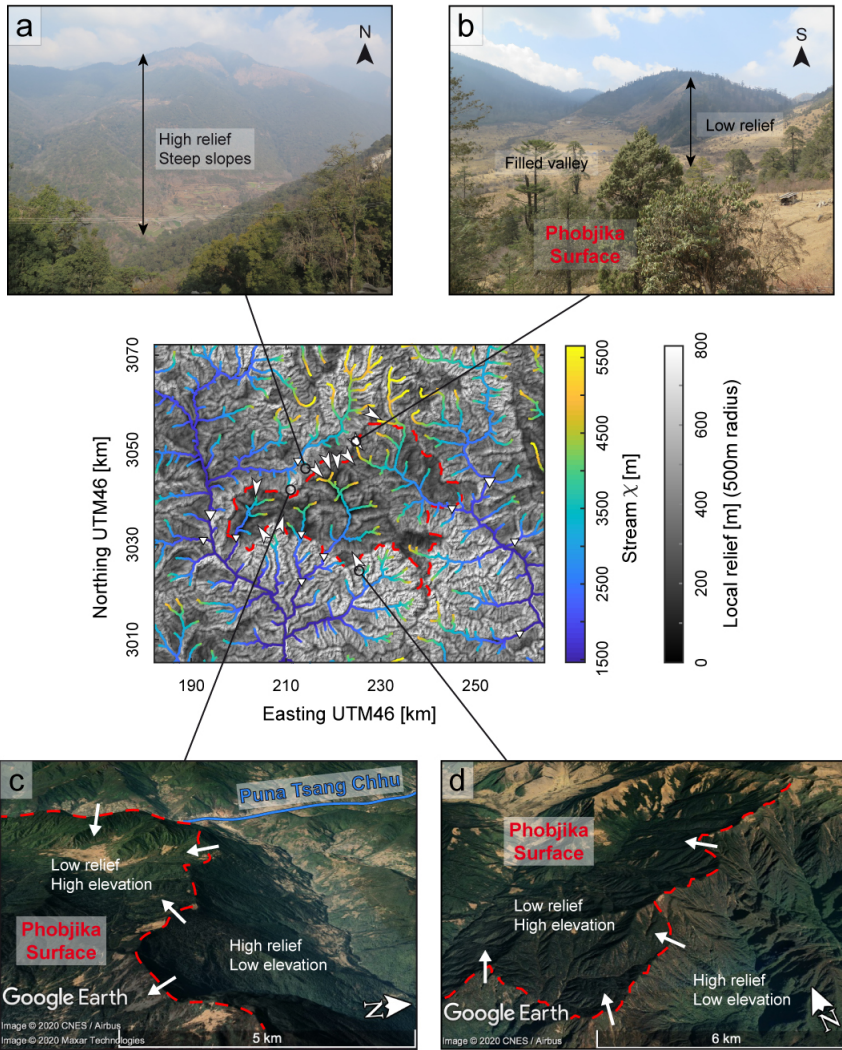 a
N
High relief
Steep slopes
b
S
Low relief
Filled valley
Phobjika
Surface
3070
3050
3030
3010
Northing UTM46 [km]
190
210
230
250
Easting UTM46 [km]
5500
4500
3500
2500
1500
Stream χ [m]
800
600
400
200
0
Local relief [m] (500m radius)
c
Puna Tsang Chhu
Low relief
High elevation
Phobjika
Surface
High relief
Low elevation
N
Google Earth
Image © 2020 CNES / Airbus
Image © 2020 Maxar Technologies
5 km
d
Phobjika
Surface
Low relief
High elevation
High relief
Low elevation
Google Earth
Image © 2020 CNES / Airbus
6 km
N